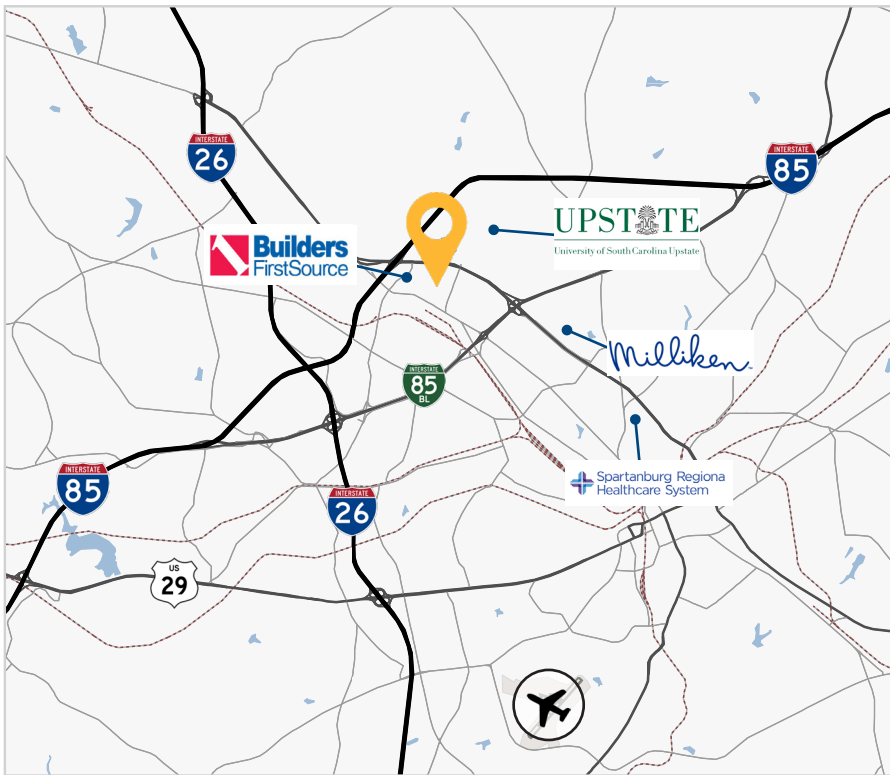 INTERSTATE
26
INTERSTATE
85
UPSTATE
University of South Carolina Upstate
Builders
FirstSource
Milliken
INTERSTATE
85
BL
INTERSTATE
85
Spartanburg Regiona
Healthcare System
INTERSTATE
26
US
29